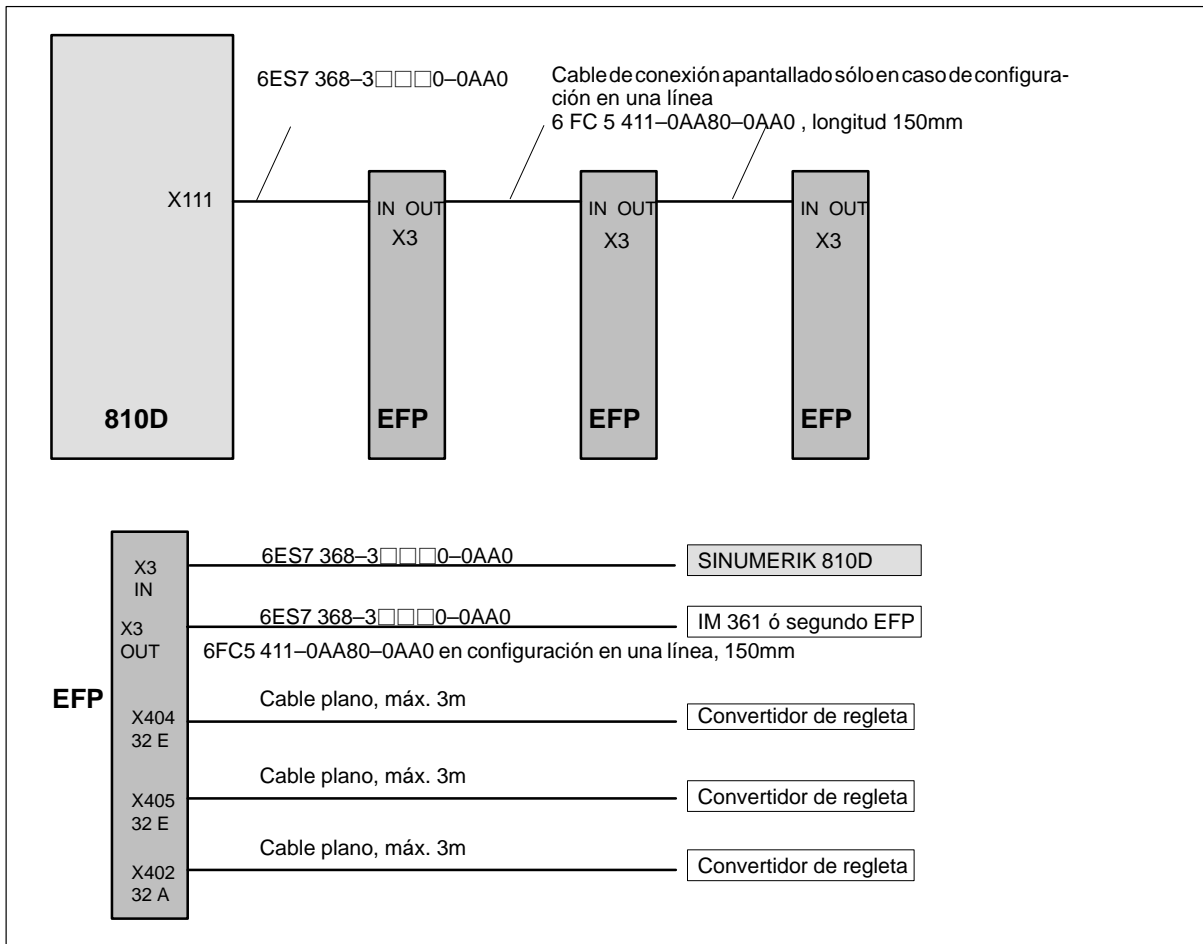 6ES7 368–3□□□0–0AA0
Cable de conexión apantallado sólo en caso de configura-
ción en una línea
6 FC 5 411–0AA80–0AA0 , longitud 150mm
X111
IN OUT
X3
IN OUT
X3
IN OUT
X3
810D
EFP
EFP
EFP
X3
IN
6ES7 368–3□□□0–0AA0
SINUMERIK 810D
X3
OUT
6ES7 368–3□□□0–0AA0
IM 361 ó segundo EFP
6FC5 411–0AA80–0AA0 en configuración en una línea, 150mm
EFP
X404
32 E
Cable plano, máx. 3m
Convertidor de regleta
X405
32 E
Cable plano, máx. 3m
Convertidor de regleta
X402
32 A
Cable plano, máx. 3m
Convertidor de regleta